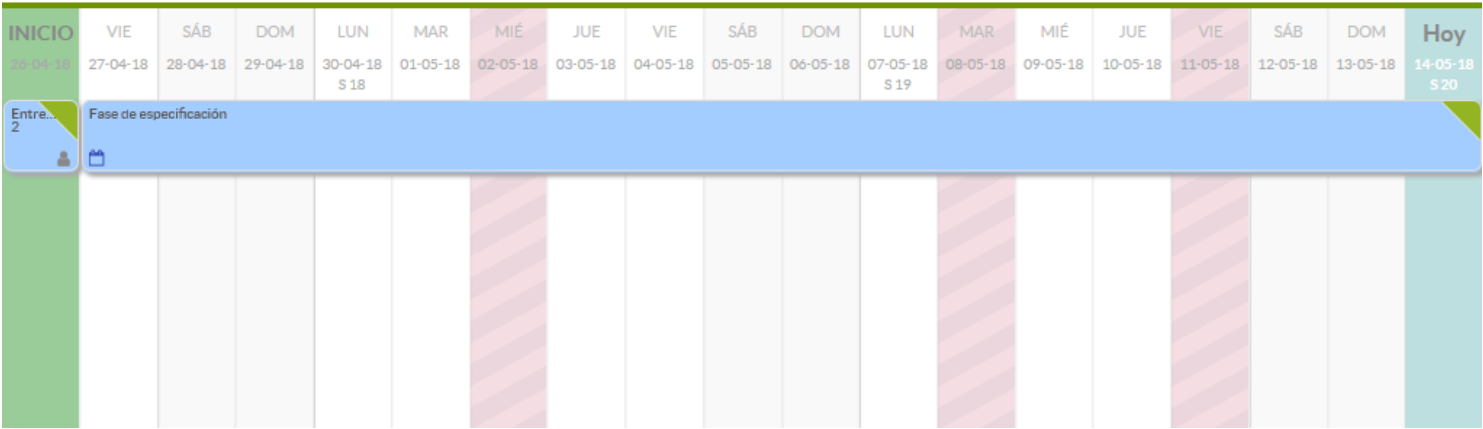 INICIO VIE SÁB DOM LUN MAR MIÉ JUE VIE SÁB DOM LUN MAR MIÉ JUE VIE SÁB DOM Hoy
26-04-18 27-04-18 28-04-18 29-04-18 30-04-18 01-05-18 02-05-18 03-05-18 04-05-18 05-05-18 06-05-18 07-05-18 08-05-18 09-05-18 10-05-18 11-05-18 12-05-18 13-05-18 14-05-18
S 18 S 19 S 20
Entre... Fase de especificación
2